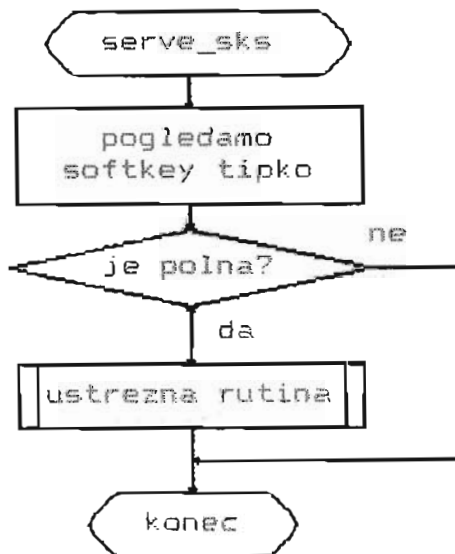 serve_sks
pogledamo
softkey tipko
ne
je polna?
da
ustrezna rutina
konec